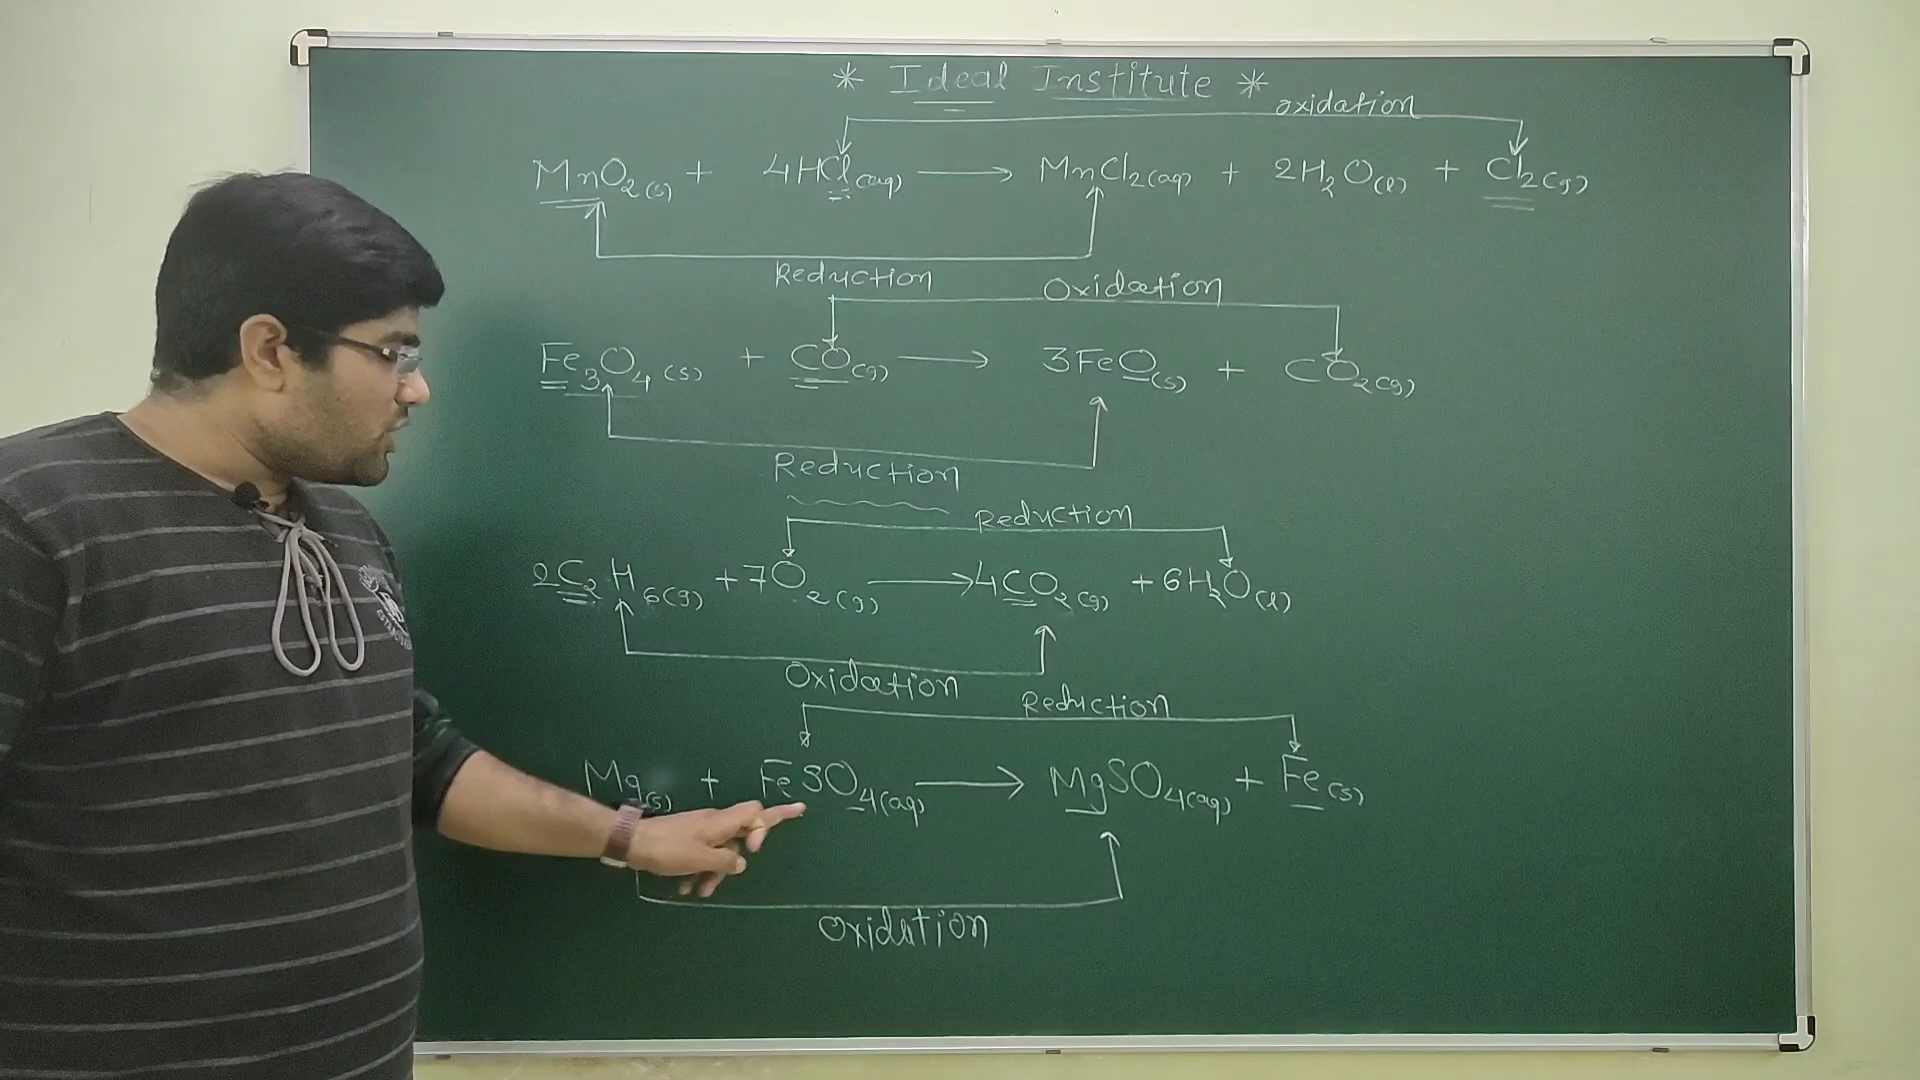 * Ideal Institute *
oxidation
MnO2(s) + 4HCl(aq) → MnCl2(aq) + 2H2O(l) + Cl2(g)
Reduction
Oxidation
Fe3O4(s) + CO(g) → 3FeO(s) + CO2(g)
Reduction
Reduction
2C2H6(g) + 7O2(g) → 4CO2(g) + 6H2O(l)
Oxidation
Reduction
Mg(s) + FeSO4(aq) → MgSO4(aq) + Fe(s)
Oxidation